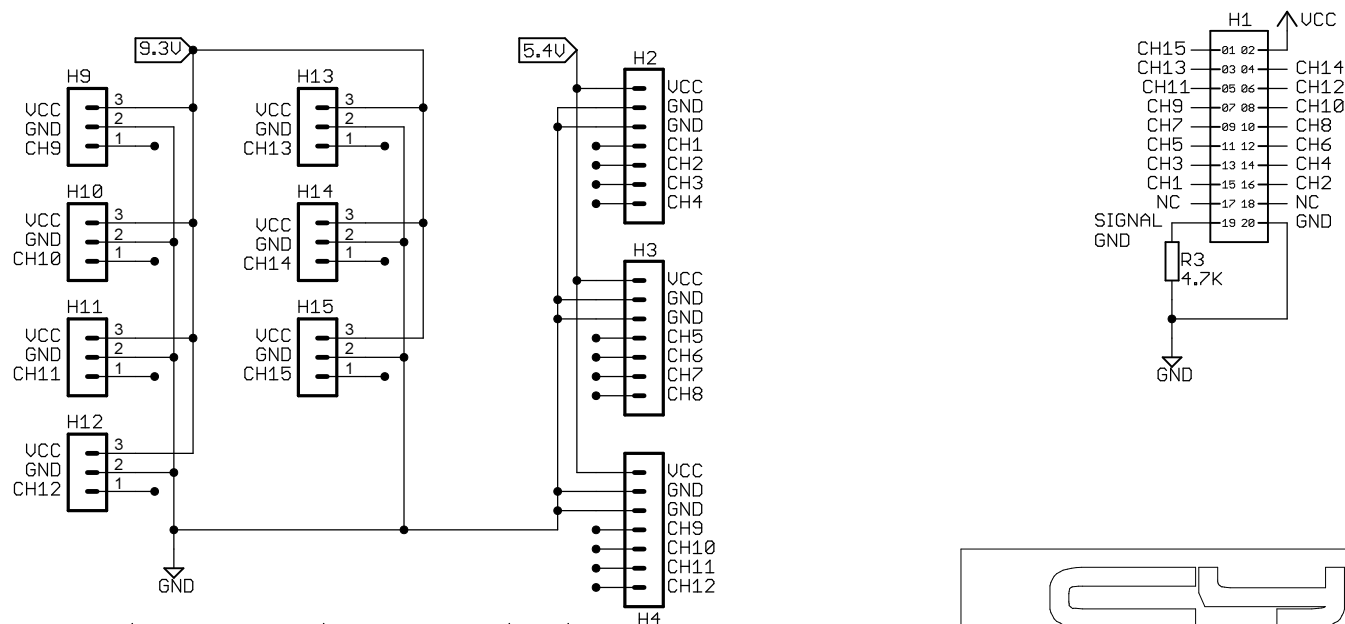 9.3V
H9
VCC 3
GND 2
CH9 1
H10
VCC 3
GND 2
CH10 1
H11
VCC 3
GND 2
CH11 1
H12
VCC 3
GND 2
CH12 1
GND
H13
VCC 3
GND 2
CH13 1
H14
VCC 3
GND 2
CH14 1
H15
VCC 3
GND 2
CH15 1
5.4V
H2
VCC
GND
GND
CH1
CH2
CH3
CH4
H3
VCC
GND
GND
CH5
CH6
CH7
CH8
VCC
GND
GND
CH9
CH10
CH11
CH12
H4
H1
VCC
CH15 01 02
CH13 03 04 CH14
CH11 05 06 CH12
CH9 07 08 CH10
CH7 09 10 CH8
CH5 11 12 CH6
CH3 13 14 CH4
CH1 15 16 CH2
NC 17 18 NC
SIGNAL GND 19 20 GND
R3
4.7K
GND